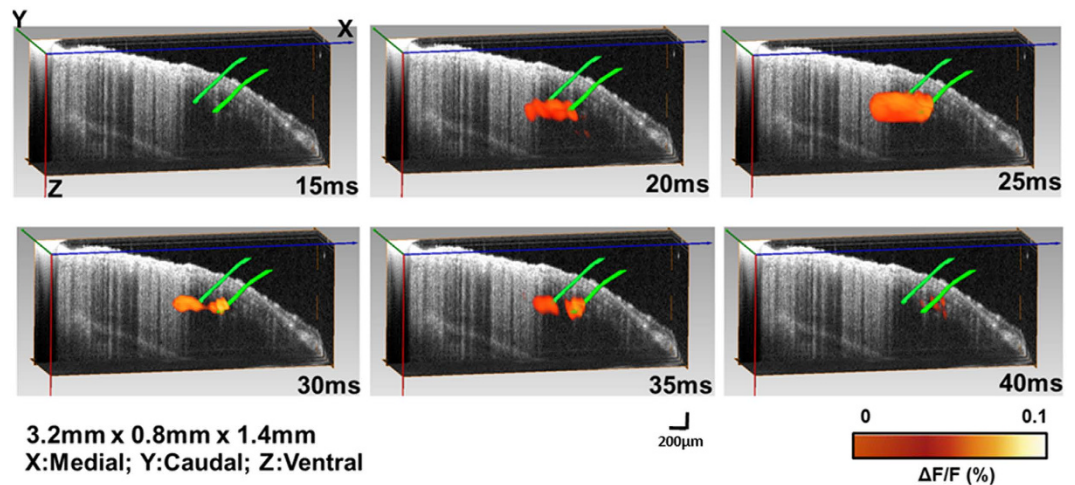 Y
X
Z
15ms
20ms
25ms
30ms
35ms
40ms
3.2mm x 0.8mm x 1.4mm
X:Medial; Y:Caudal; Z:Ventral
200μm
0 0.1
ΔF/F (%)